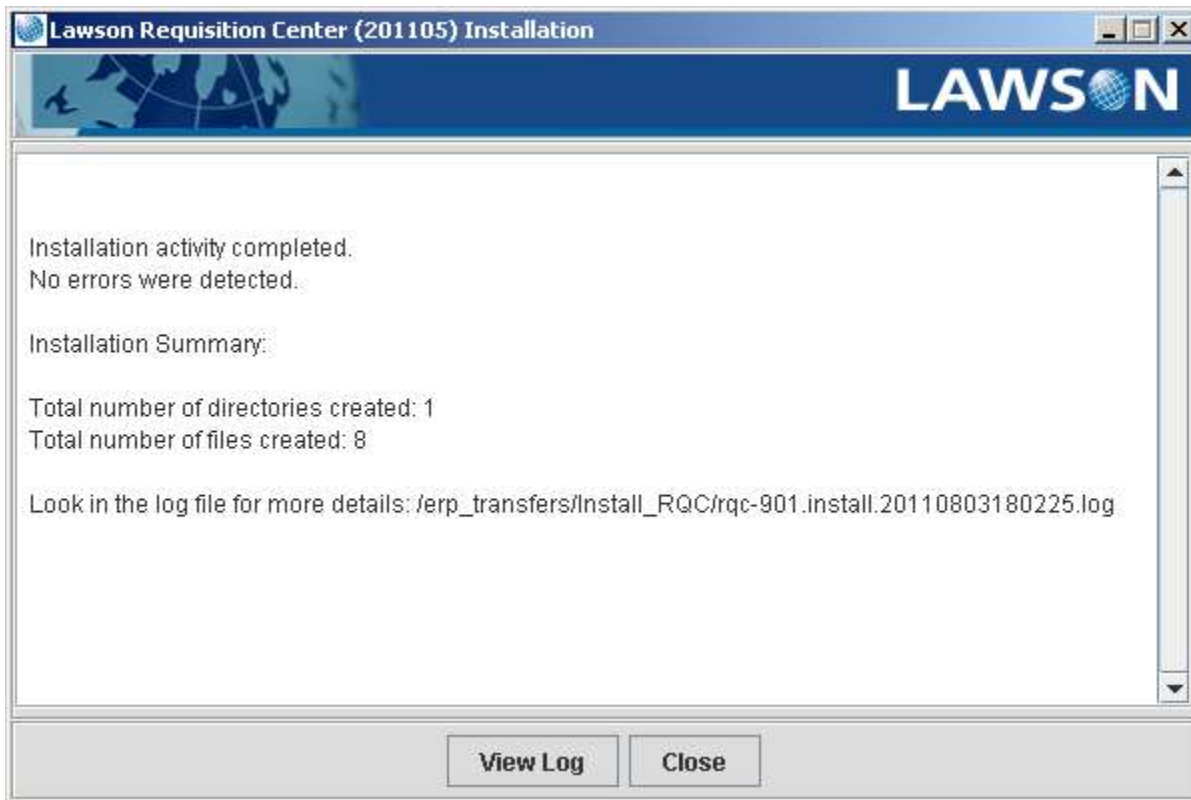 Lawson Requisition Center (201105) Installation
LAWSON
Installation activity completed.
No errors were detected.
Installation Summary:
Total number of directories created: 1
Total number of files created: 8
Look in the log file for more details: /erp_transfers/Install_RQC/rqc-901.install.20110803180225.log
View Log
Close